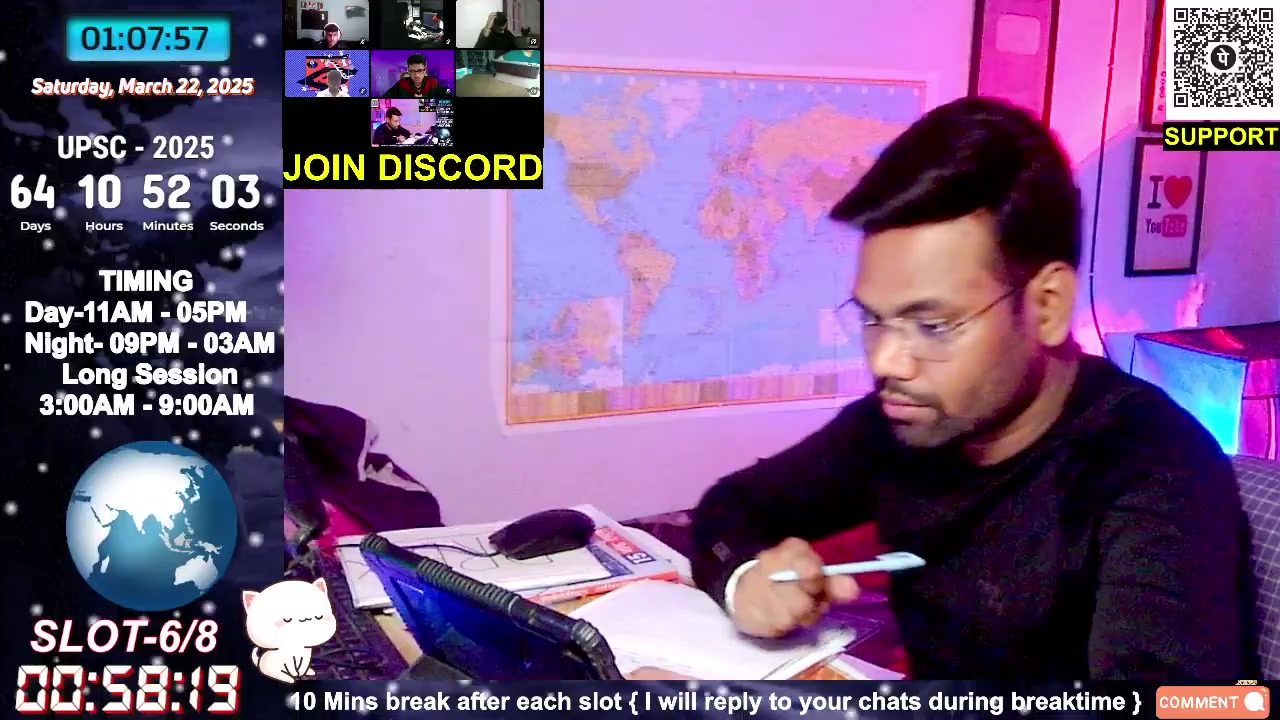 01:07:57
Saturday, March 22, 2025
UPSC - 2025
64 10 52 03
Days Hours Minutes Seconds
TIMING
Day-11AM - 05PM
Night- 09PM - 03AM
Long Session
3:00AM - 9:00AM
SLOT-6/8
00:58:19
JOIN DISCORD
पे
SUPPORT
I
YouTube
10 Mins break after each slot { I will reply to your chats during breaktime }
COMMENT